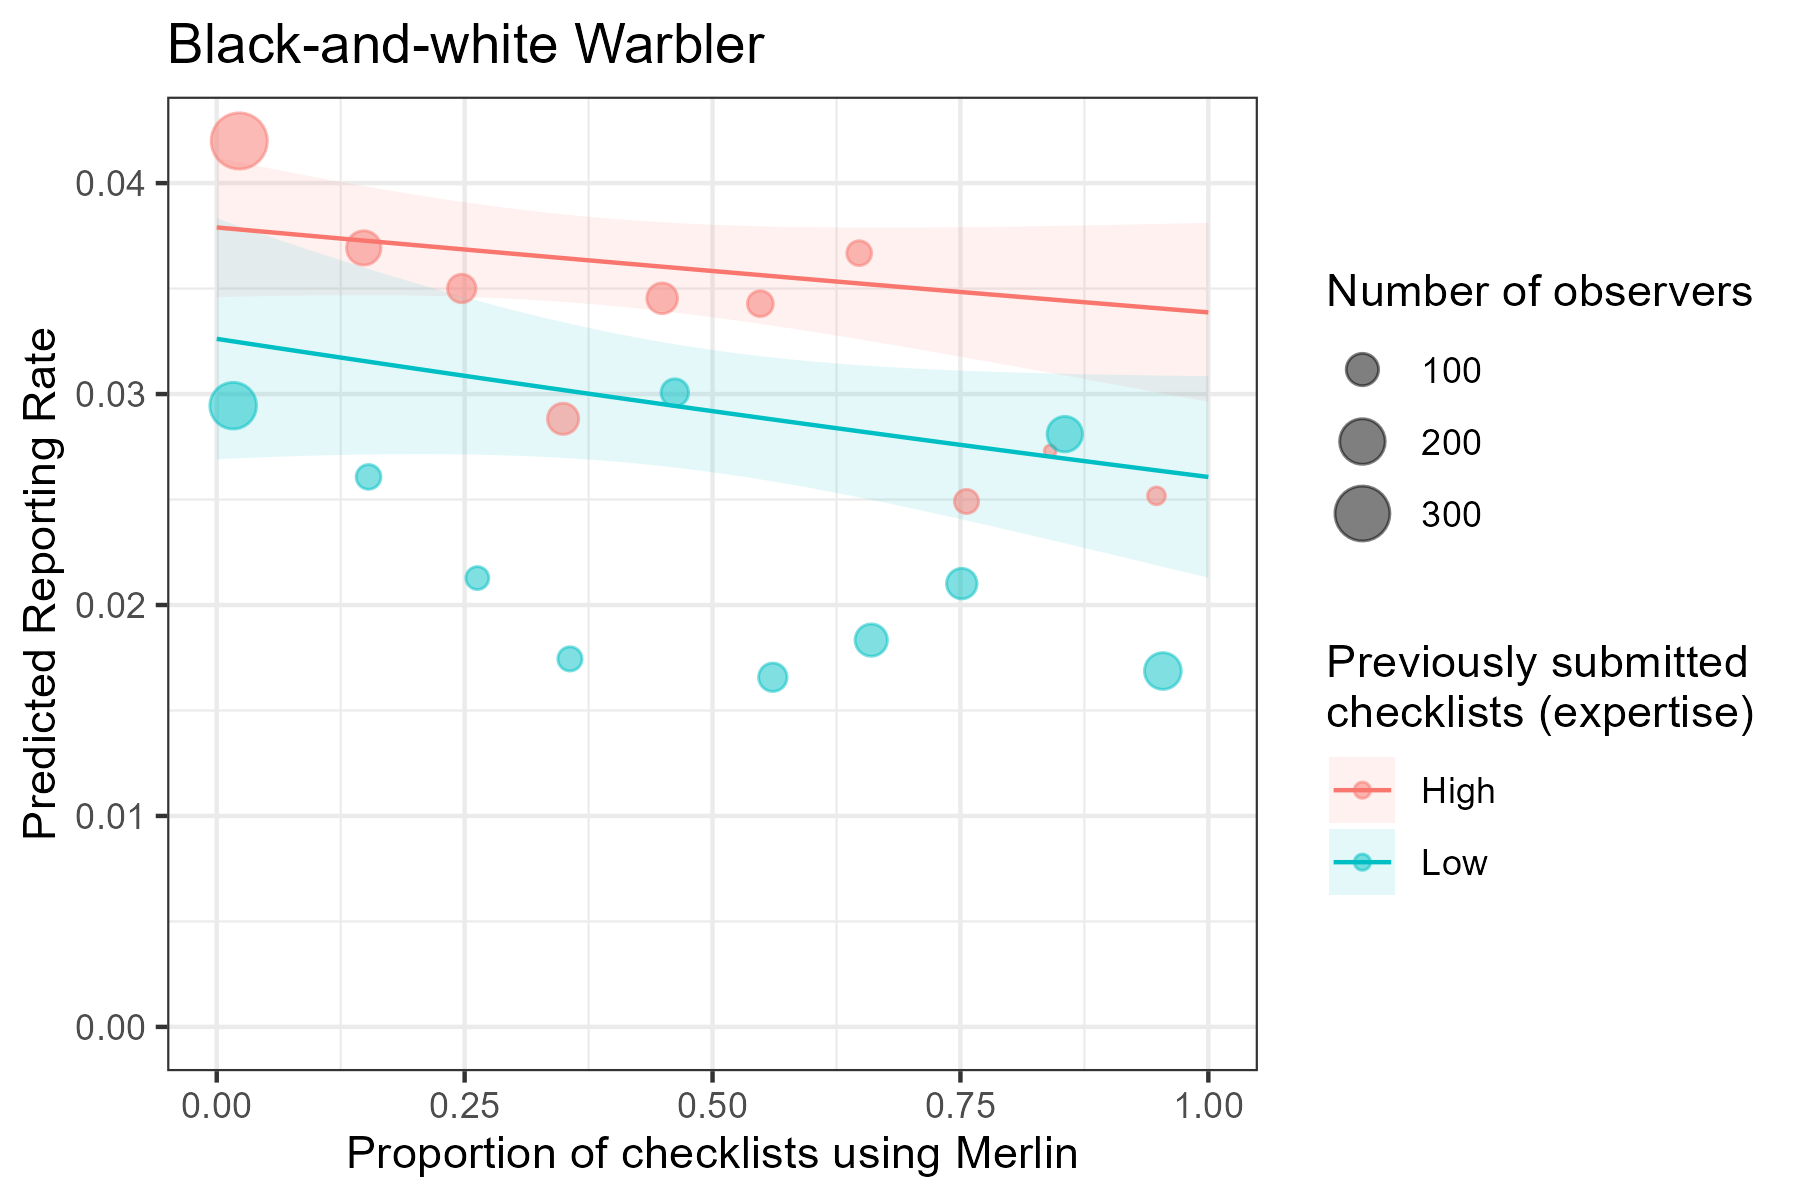 Black-and-white Warbler
Predicted Reporting Rate
0.04
0.03
0.02
0.01
0.00
0.00 0.25 0.50 0.75 1.00
Proportion of checklists using Merlin
Number of observers
100
200
300
Previously submitted
checklists (expertise)
High
Low